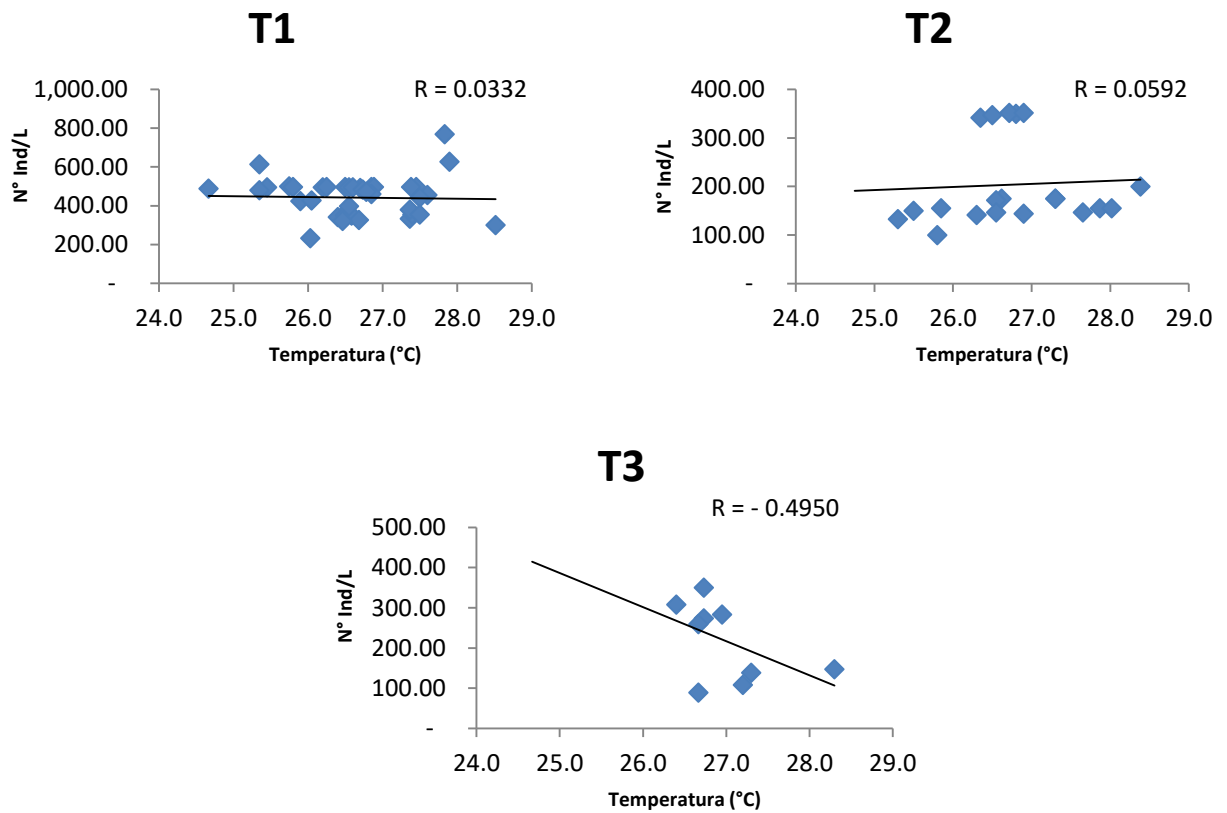 T1
R = 0.0332
1,000.00
800.00
600.00
400.00
200.00
-
N° Ind/L
24.0 25.0 26.0 27.0 28.0 29.0
Temperatura (°C)
T2
R = 0.0592
400.00
300.00
200.00
100.00
-
N° Ind/L
24.0 25.0 26.0 27.0 28.0 29.0
Temperatura (°C)
T3
R = - 0.4950
500.00
400.00
300.00
200.00
100.00
-
N° Ind/L
24.0 25.0 26.0 27.0 28.0 29.0
Temperatura (°C)